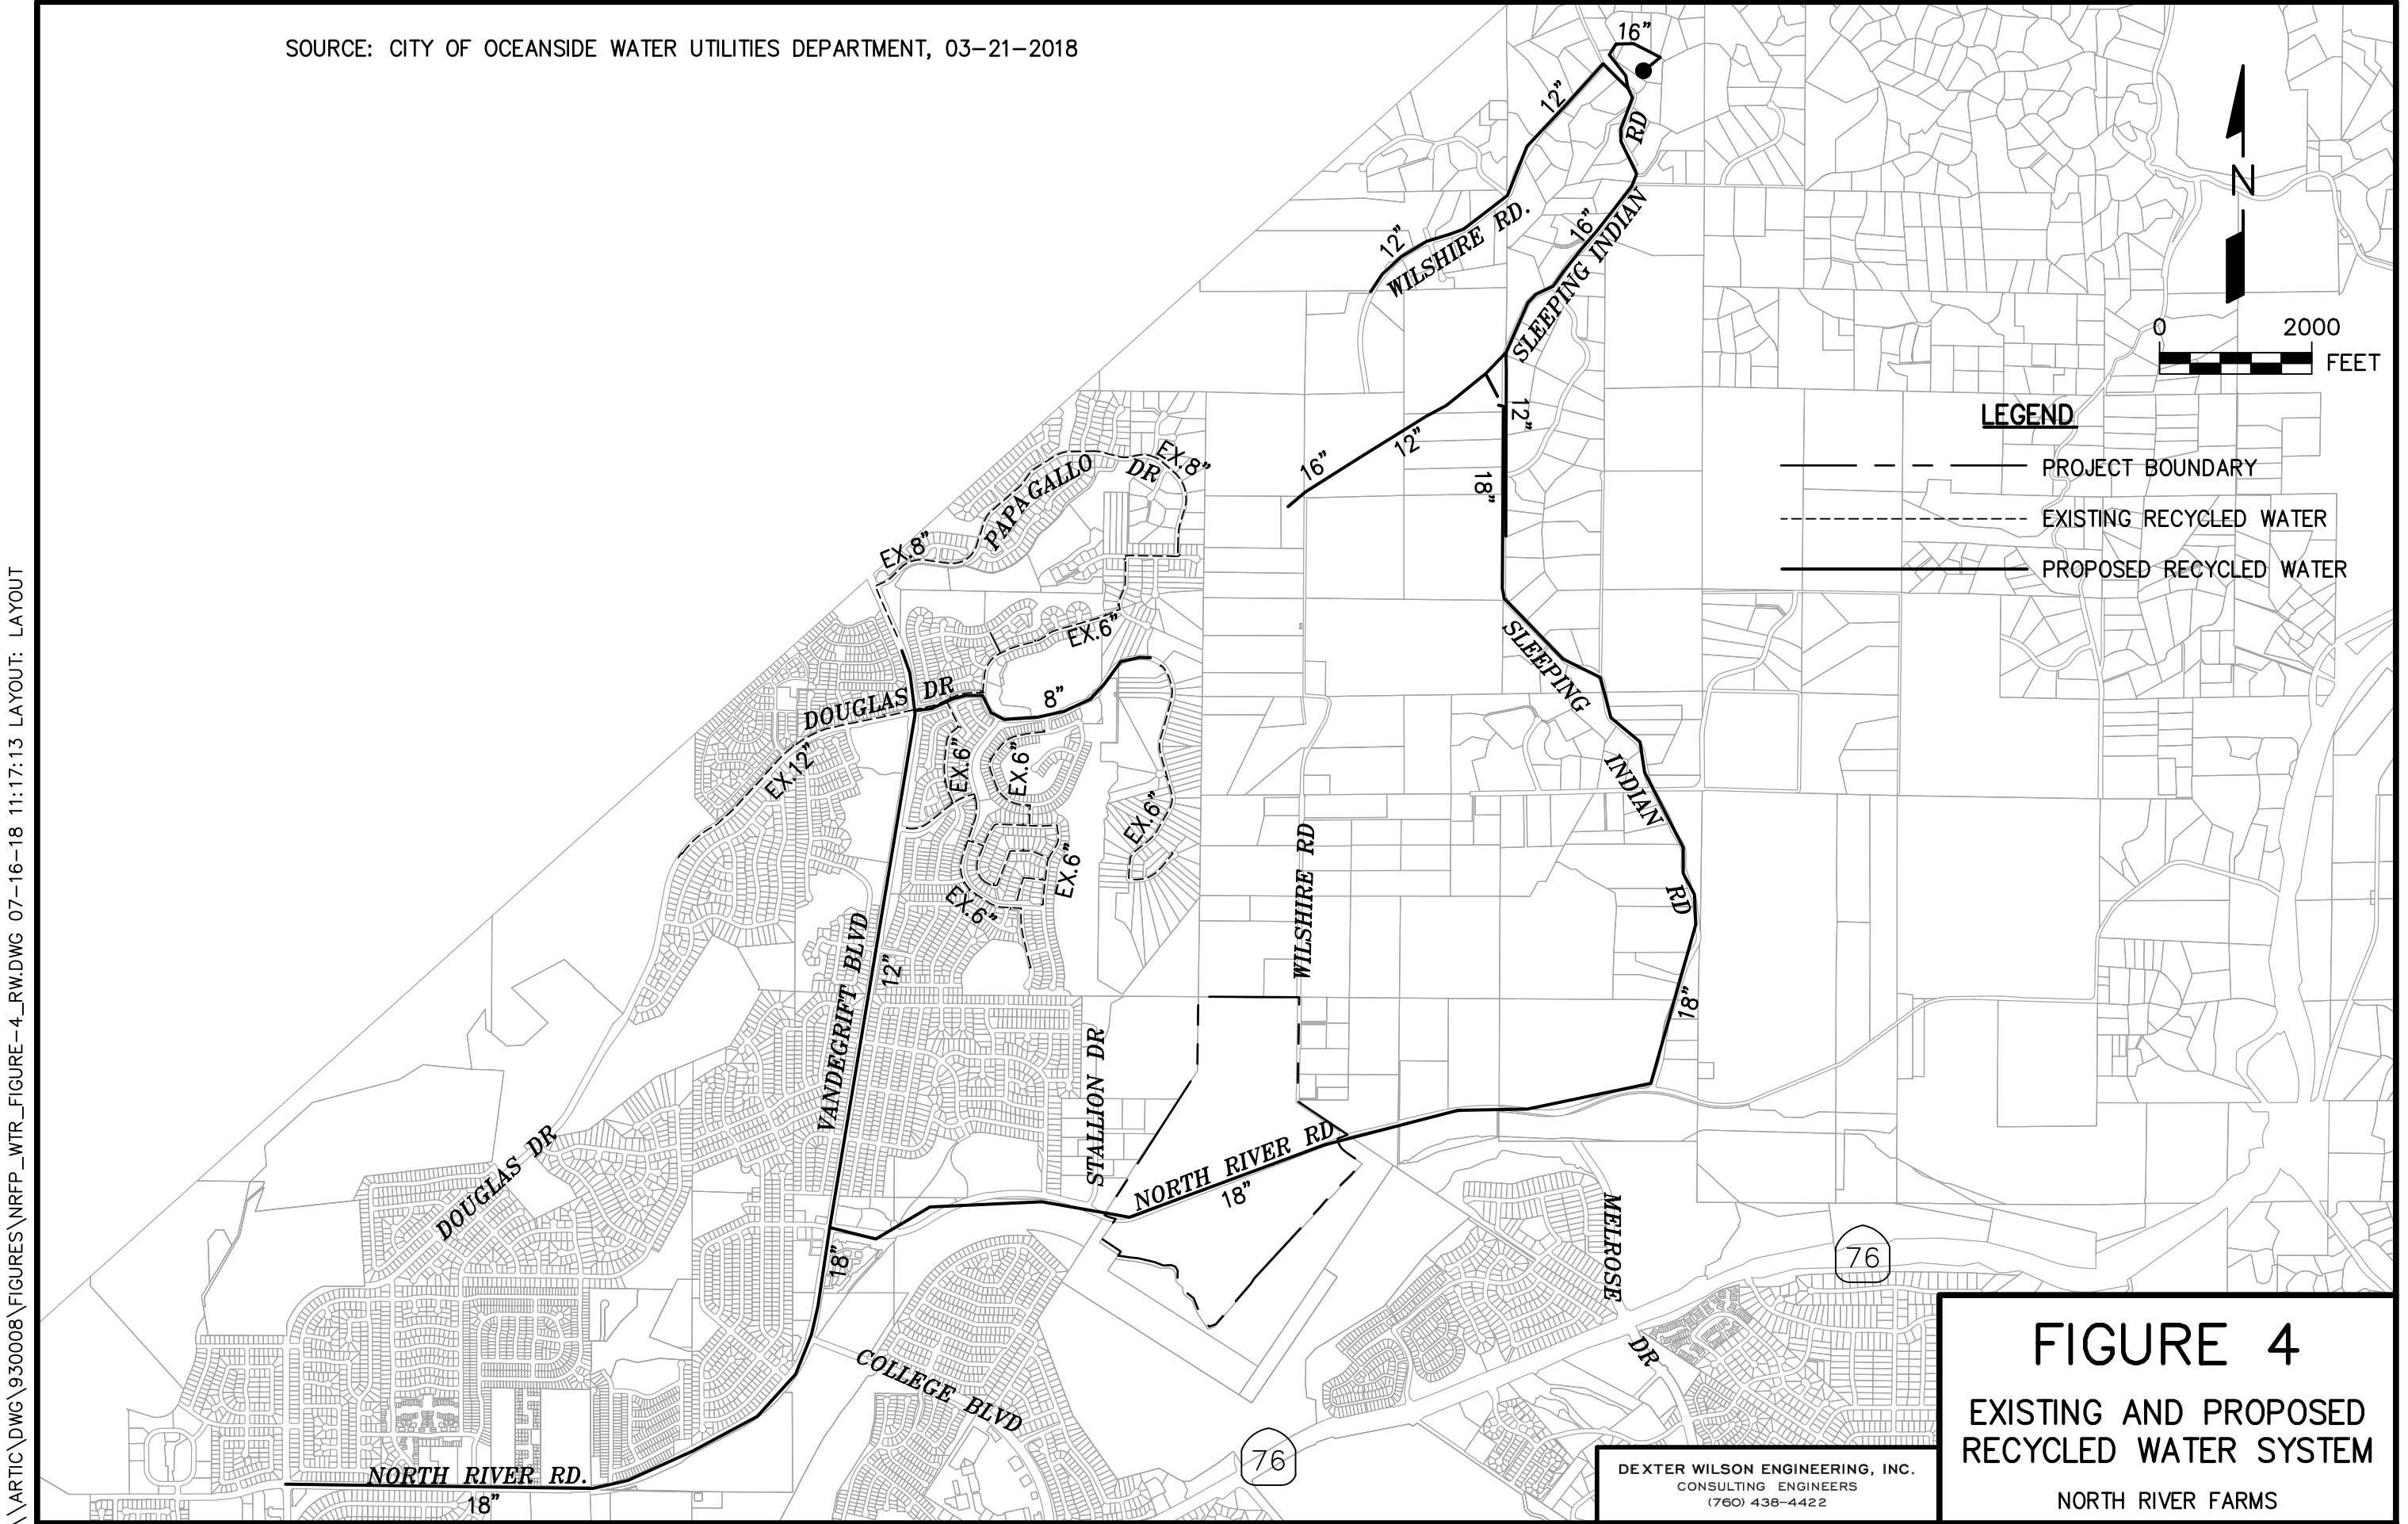 SOURCE: CITY OF OCEANSIDE WATER UTILITIES DEPARTMENT, 03-21-2018
16"
12"
RD
N
12"
WILSHIRE RD.
16"
SLEEPING INDIAN
0 2000
FEET
12"
18"
12"
16"
LEGEND
PROJECT BOUNDARY
EXISTING RECYCLED WATER
PROPOSED RECYCLED WATER
EX.8"
PAPAGALLO DR
EX.8"
EX.6"
SLEEPING
INDIAN
RD
18"
DOUGLAS DR
8"
EX.12"
EX.6"
EX.6"
EX.6"
EX.6"
EX.6"
WILSHIRE RD
VANDEGRIFT BLVD
12"
STALLION DR
DOUGLAS DR
NORTH RIVER RD
18"
18"
MELROSE
DR
76
COLLEGE BLVD
76
NORTH RIVER RD.
18"
FIGURE 4
EXISTING AND PROPOSED
RECYCLED WATER SYSTEM
NORTH RIVER FARMS
DEXTER WILSON ENGINEERING, INC.
CONSULTING ENGINEERS
(760) 438-4422
\\ARTIC\DWG\930008\FIGURES\NRFP_WTR_FIGURE-4_RW.DWG 07-16-18 11:17:13 LAYOUT: LAYOUT